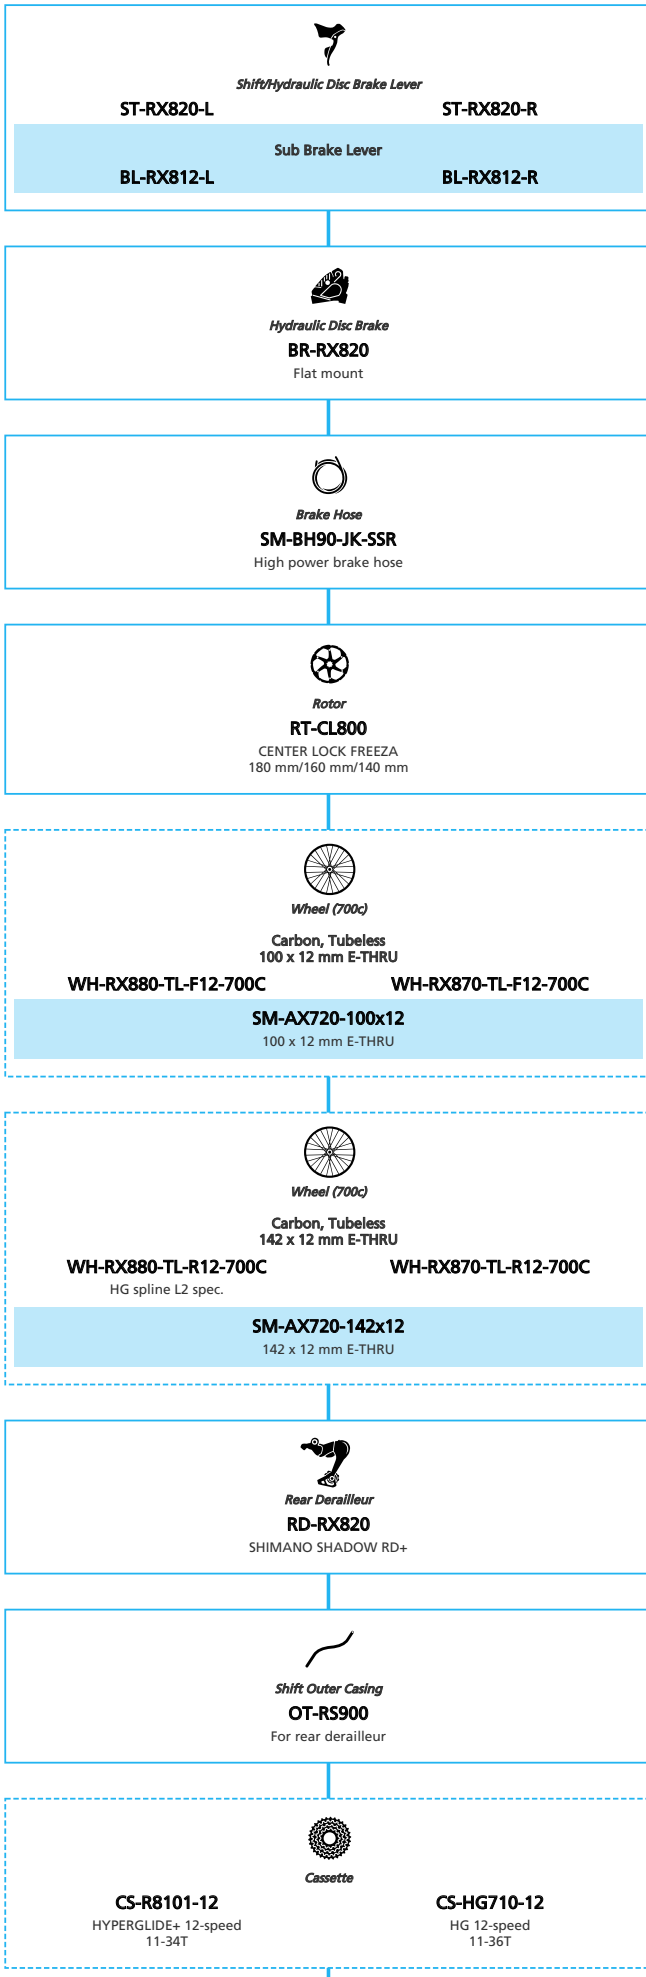 Shift/Hydraulic Disc Brake Lever
ST-RX820-L ST-RX820-R
Sub Brake Lever
BL-RX812-L BL-RX812-R
Hydraulic Disc Brake
BR-RX820
Flat mount
Brake Hose
SM-BH90-JK-SSR
High power brake hose
Rotor
RT-CL800
CENTER LOCK FREEZA
180 mm/160 mm/140 mm
Wheel (700c)
Carbon, Tubeless
100 x 12 mm E-THRU
WH-RX880-TL-F12-700C WH-RX870-TL-F12-700C
SM-AX720-100x12
100 x 12 mm E-THRU
Wheel (700c)
Carbon, Tubeless
142 x 12 mm E-THRU
WH-RX880-TL-R12-700C WH-RX870-TL-R12-700C
HG spline L2 spec.
SM-AX720-142x12
142 x 12 mm E-THRU
Rear Derailleur
RD-RX820
SHIMANO SHADOW RD+
Shift Outer Casing
OT-RS900
For rear derailleur
Cassette
CS-R8101-12 CS-HG710-12
HYPERGLIDE+ 12-speed HG 12-speed
11-34T 11-36T